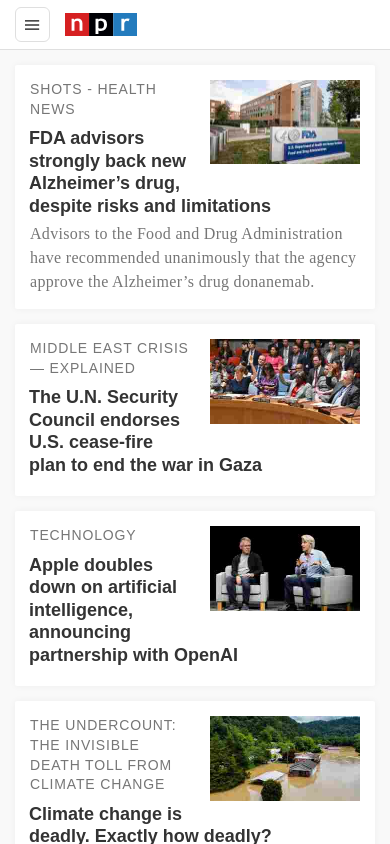 npr
SHOTS - HEALTH
NEWS
FDA advisors
strongly back new
Alzheimer’s drug,
despite risks and limitations
Advisors to the Food and Drug Administration
have recommended unanimously that the agency
approve the Alzheimer’s drug donanemab.
FDA
MIDDLE EAST CRISIS
— EXPLAINED
The U.N. Security
Council endorses
U.S. cease-fire
plan to end the war in Gaza
TECHNOLOGY
Apple doubles
down on artificial
intelligence,
announcing
partnership with OpenAI
THE UNDERCOUNT:
THE INVISIBLE
DEATH TOLL FROM
CLIMATE CHANGE
Climate change is
deadly. Exactly how deadly?